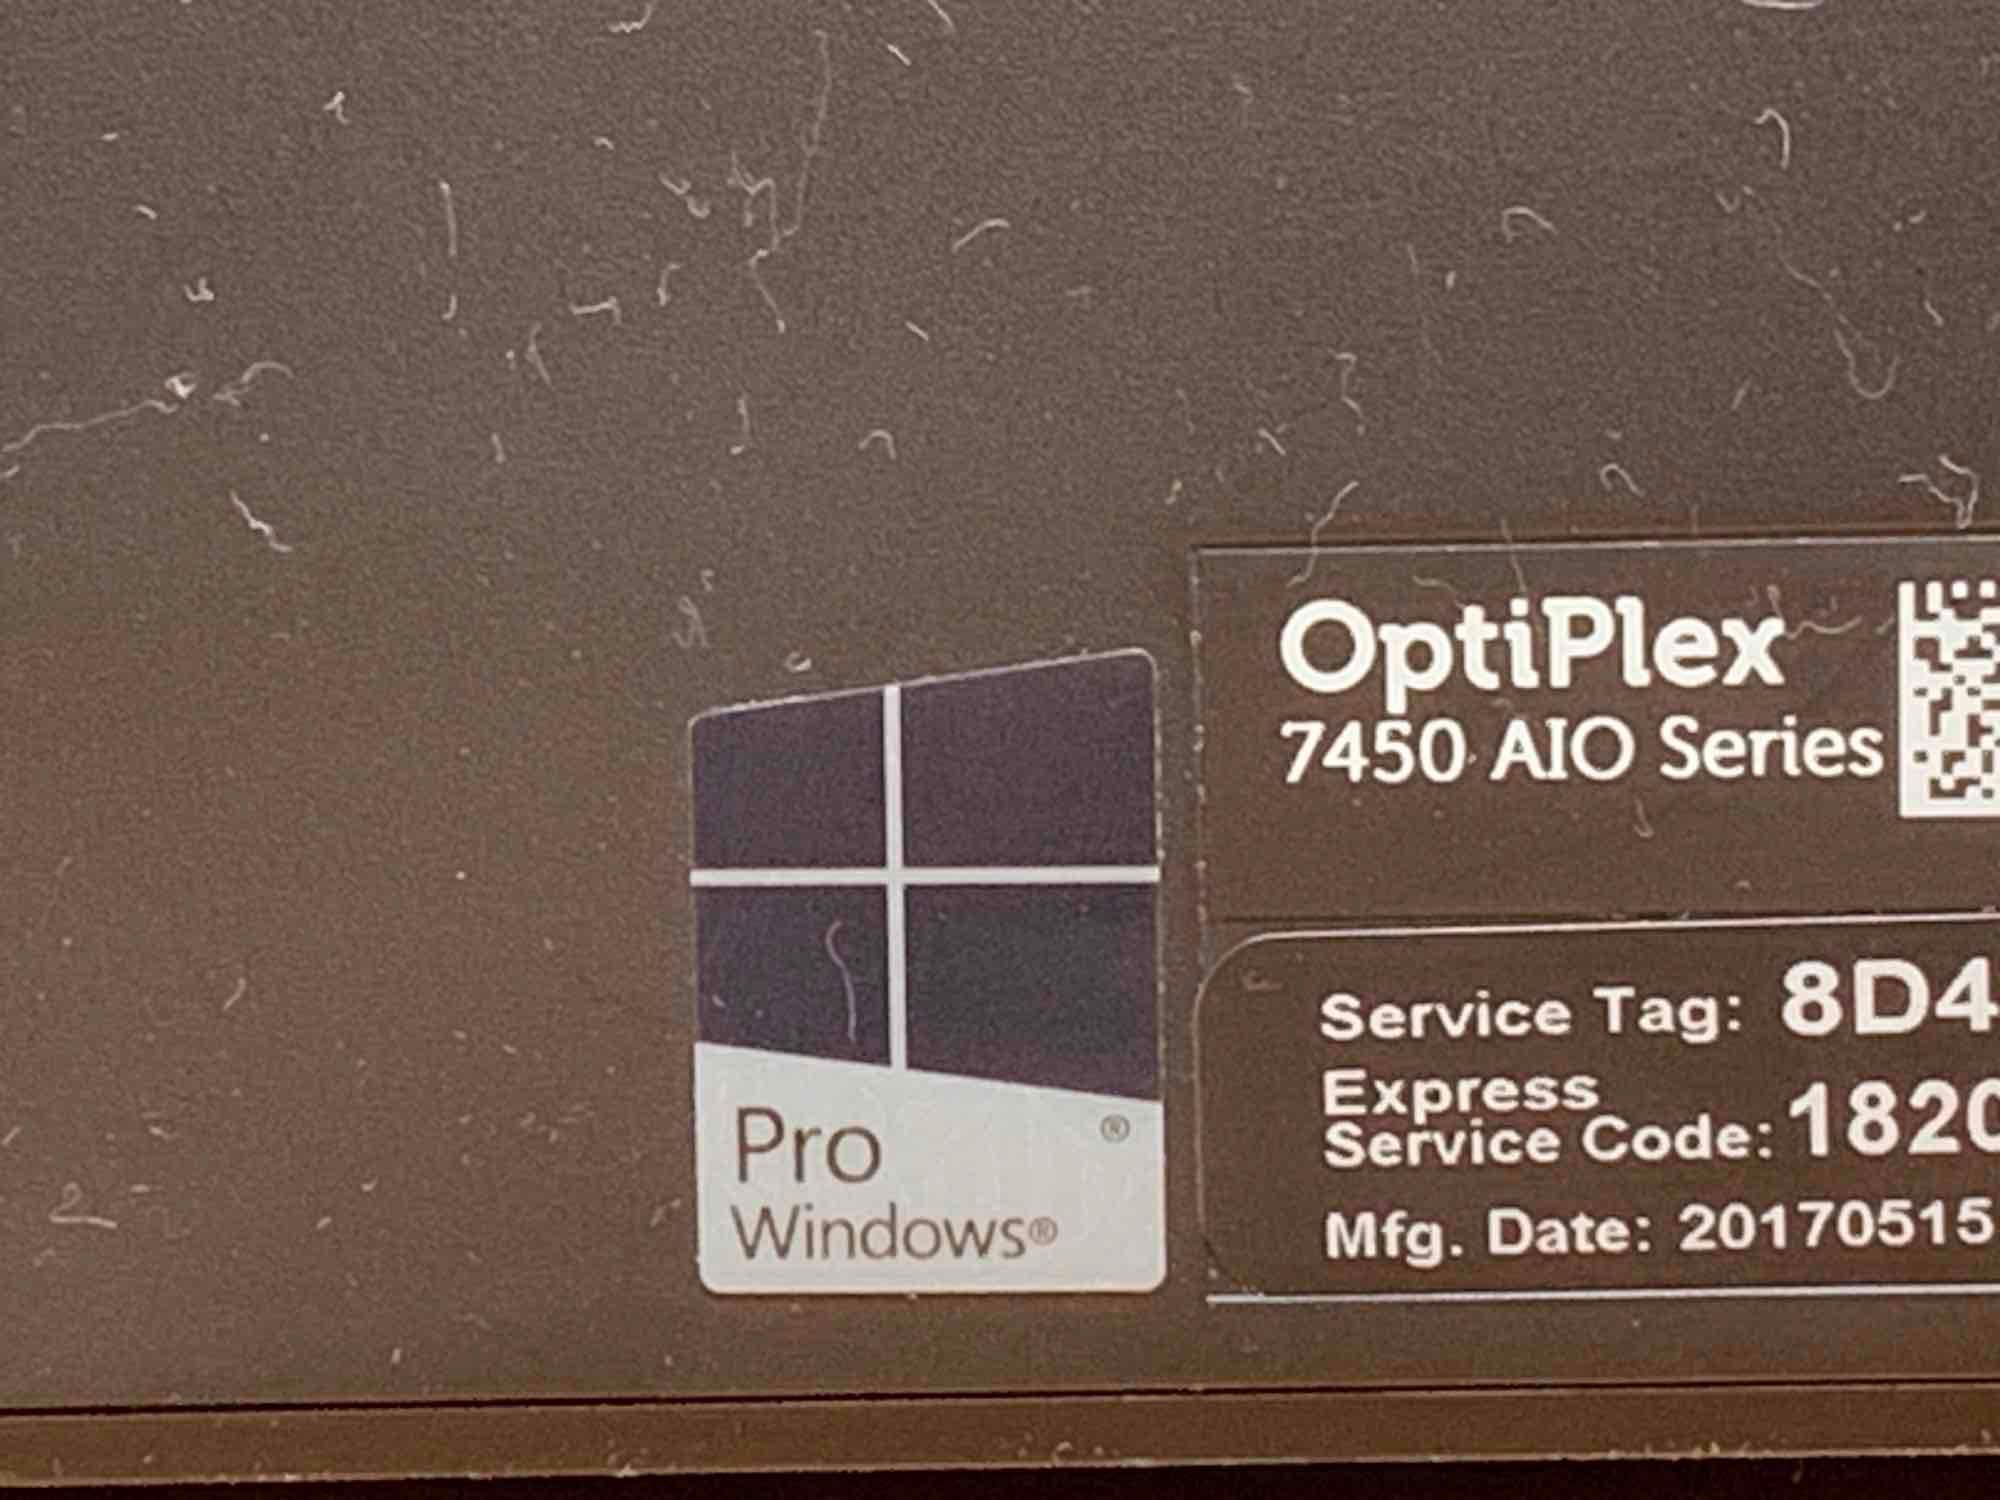 OptiPlex
7450 AIO Series
Service Tag: 8D4
Express
Service Code: 1820
Mfg. Date: 20170515
Pro ®
Windows®